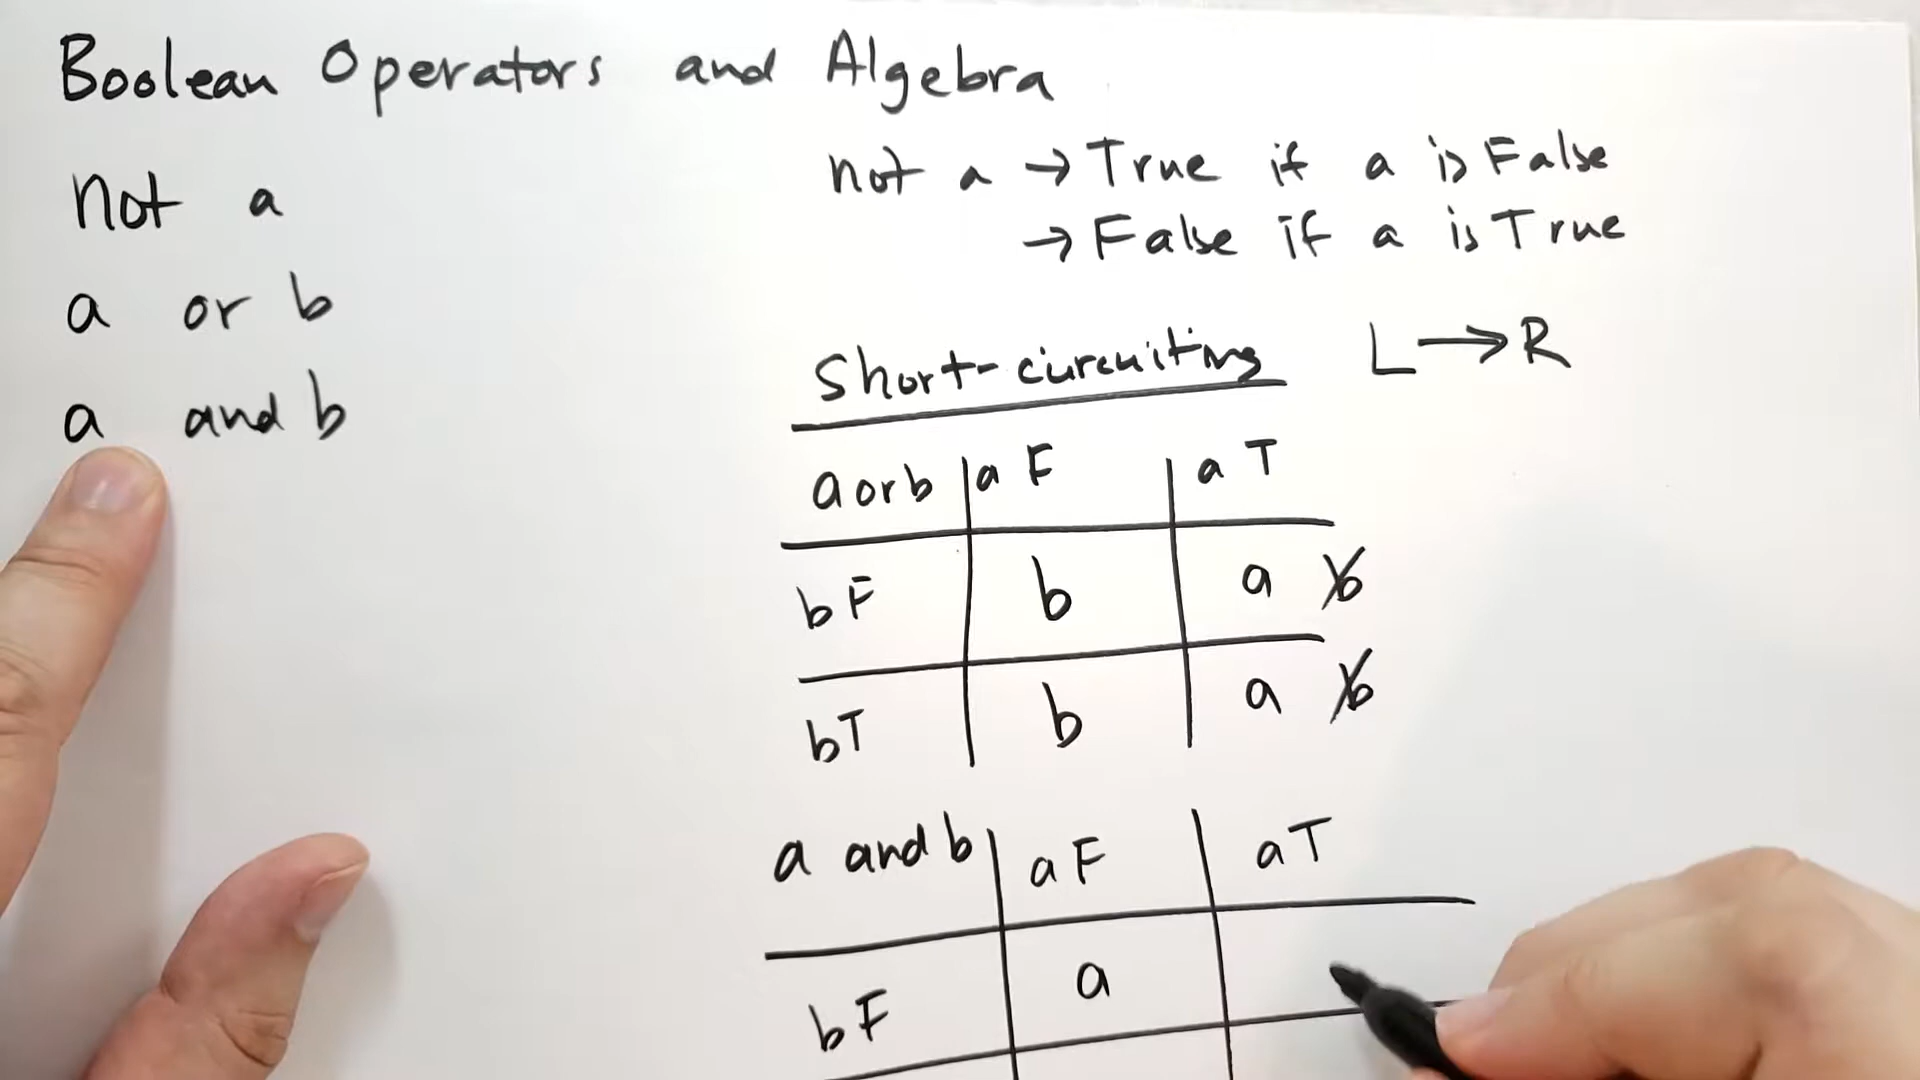 Boolean Operators and Algebra
not a
a or b
a and b
not a → True if a is False
→ False if a is True
Short-circuiting L → R
a or b a F a T
b F b a b
b T b a b
a and b a F a T
b F a